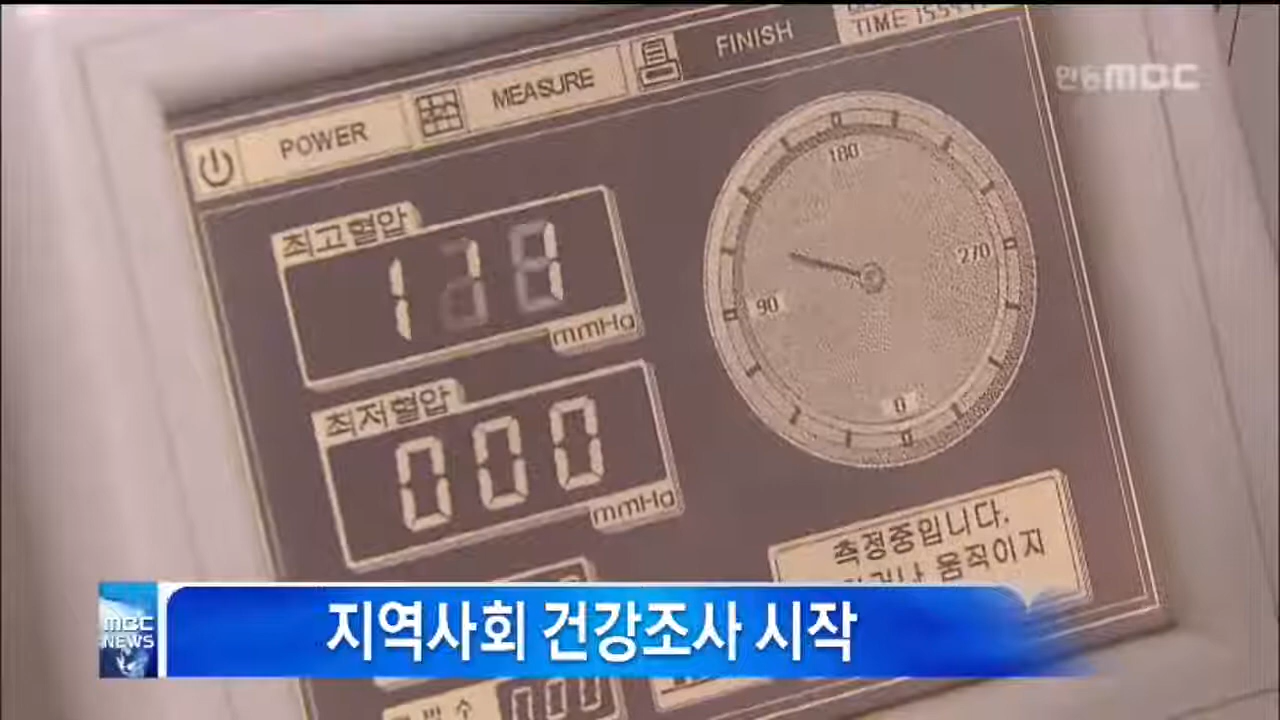 POWER
MEASURE
FINISH
TIME
안동MBC
최고혈압
mmHg
최저혈압
000
mmHg
180
270
90
0
측정중입니다.
움직이지
MBC
NEWS
지역사회 건강조사 시작
000